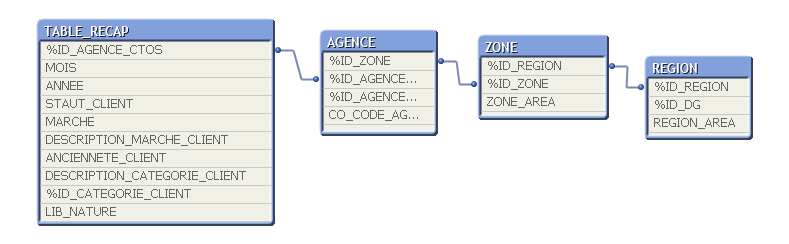 TABLE_RECAP
%ID_AGENCE_CTOS
MOIS
ANNEE
STAUT_CLIENT
MARCHE
DESCRIPTION_MARCHE_CLIENT
ANCIENNETE_CLIENT
DESCRIPTION_CATEGORIE_CLIENT
%ID_CATEGORIE_CLIENT
LIB_NATURE
AGENCE
%ID_ZONE
%ID_AGENCE...
%ID_AGENCE...
CO_CODE_AG...
ZONE
%ID_REGION
%ID_ZONE
ZONE_AREA
REGION
%ID_REGION
%ID_DG
REGION_AREA